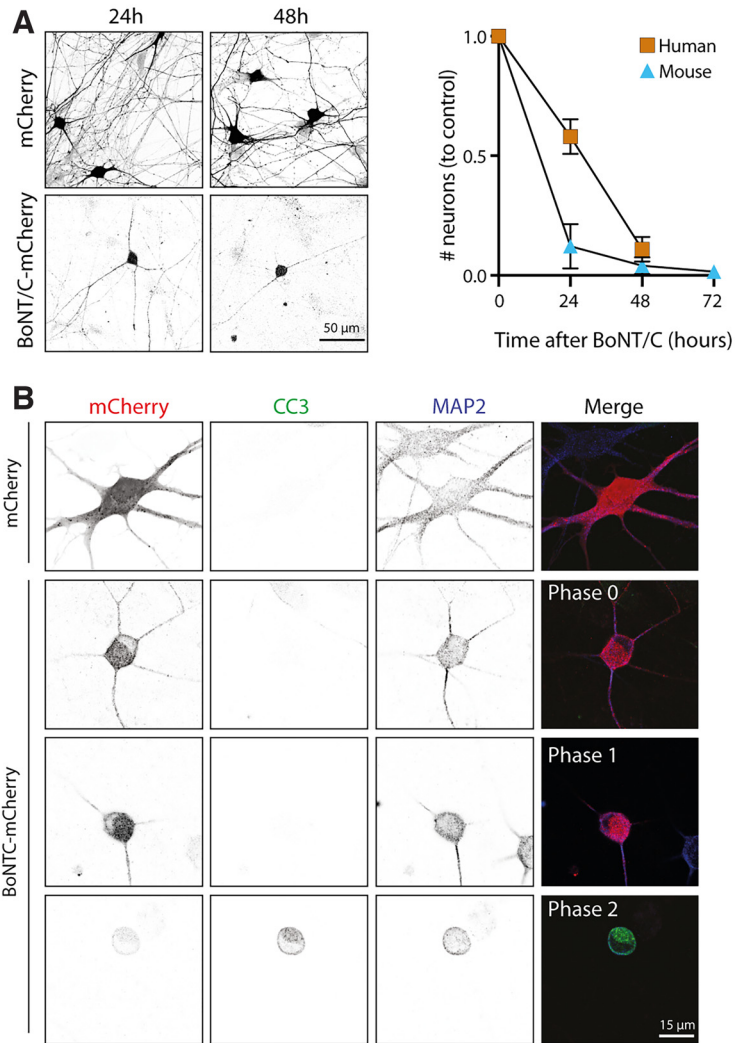 A
24h
48h
mCherry
BoNT/C-mCherry
50 µm
# neurons (to control)
1.0
0.5
0.0
Human
Mouse
0
24
48
72
Time after BoNT/C (hours)
B
mCherry
CC3
MAP2
Merge
mCherry
BoNTC-mCherry
Phase 0
Phase 1
Phase 2
15 µm